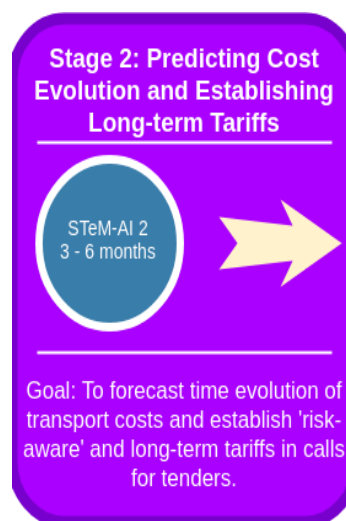 Stage 2: Predicting Cost
Evolution and Establishing
Long-term Tariffs
STeM-AI 2
3 - 6 months
Goal: To forecast time evolution of
transport costs and establish 'risk-
aware' and long-term tariffs in calls
for tenders.